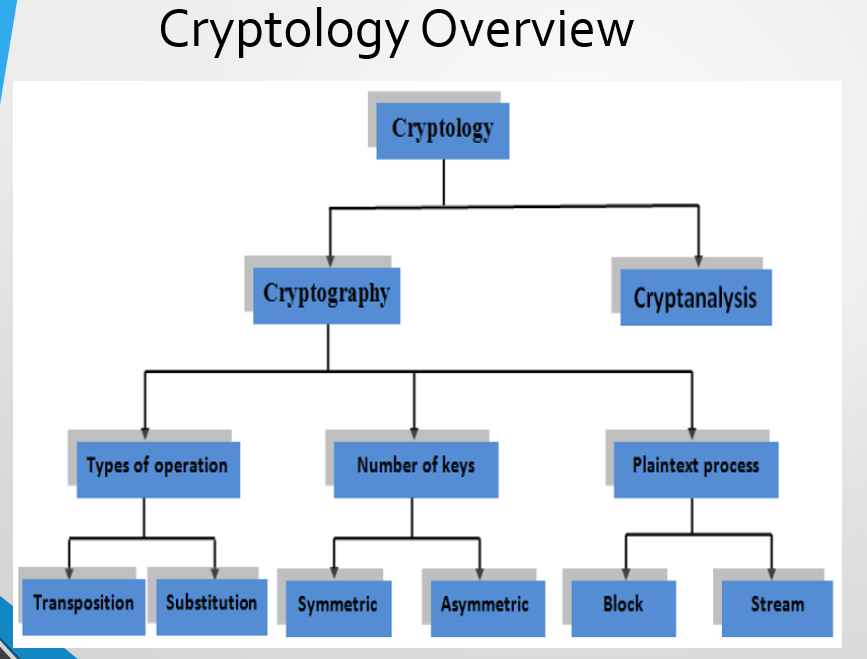 Cryptology Overview
Cryptology
Cryptography
Cryptanalysis
Types of operation
Number of keys
Plaintext process
Transposition
Substitution
Symmetric
Asymmetric
Block
Stream